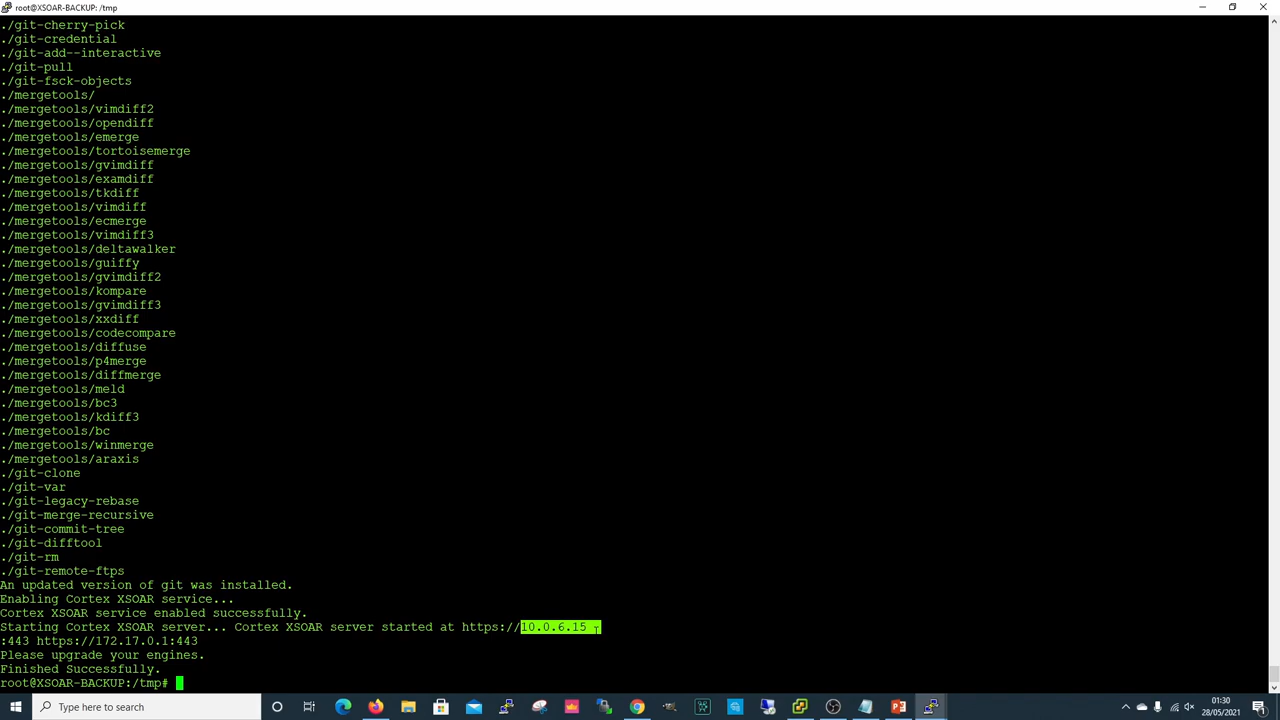 root@XSOAR-BACKUP: /tmp
./git-cherry-pick
./git-credential
./git-add--interactive
./git-pull
./git-fsck-objects
./mergetools/
./mergetools/vimdiff2
./mergetools/opendiff
./mergetools/emerge
./mergetools/tortoisemerge
./mergetools/gvimdiff
./mergetools/examdiff
./mergetools/tkdiff
./mergetools/vimdiff
./mergetools/ecmerge
./mergetools/vimdiff3
./mergetools/deltawalker
./mergetools/guiffy
./mergetools/gvimdiff2
./mergetools/kompare
./mergetools/gvimdiff3
./mergetools/xxdiff
./mergetools/codecompare
./mergetools/diffuse
./mergetools/p4merge
./mergetools/diffmerge
./mergetools/meld
./mergetools/bc3
./mergetools/kdiff3
./mergetools/bc
./mergetools/winmerge
./mergetools/araxis
./git-clone
./git-var
./git-legacy-rebase
./git-merge-recursive
./git-commit-tree
./git-difftool
./git-rm
./git-remote-ftps
An updated version of git was installed.
Enabling Cortex XSOAR service...
Cortex XSOAR service enabled successfully.
Starting Cortex XSOAR server... Cortex XSOAR server started at https://10.0.6.15
:443 https://172.17.0.1:443
Please upgrade your engines.
Finished Successfully.
root@XSOAR-BACKUP:/tmp#
Type here to search
01:30
28/05/2021